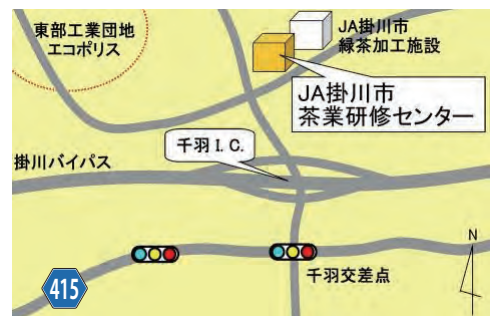 東部工業団地
エコポリス
JA掛川市
緑茶加工施設
JA掛川市
茶業研修センター
千羽 I. C.
掛川バイパス
N
千羽交差点
415